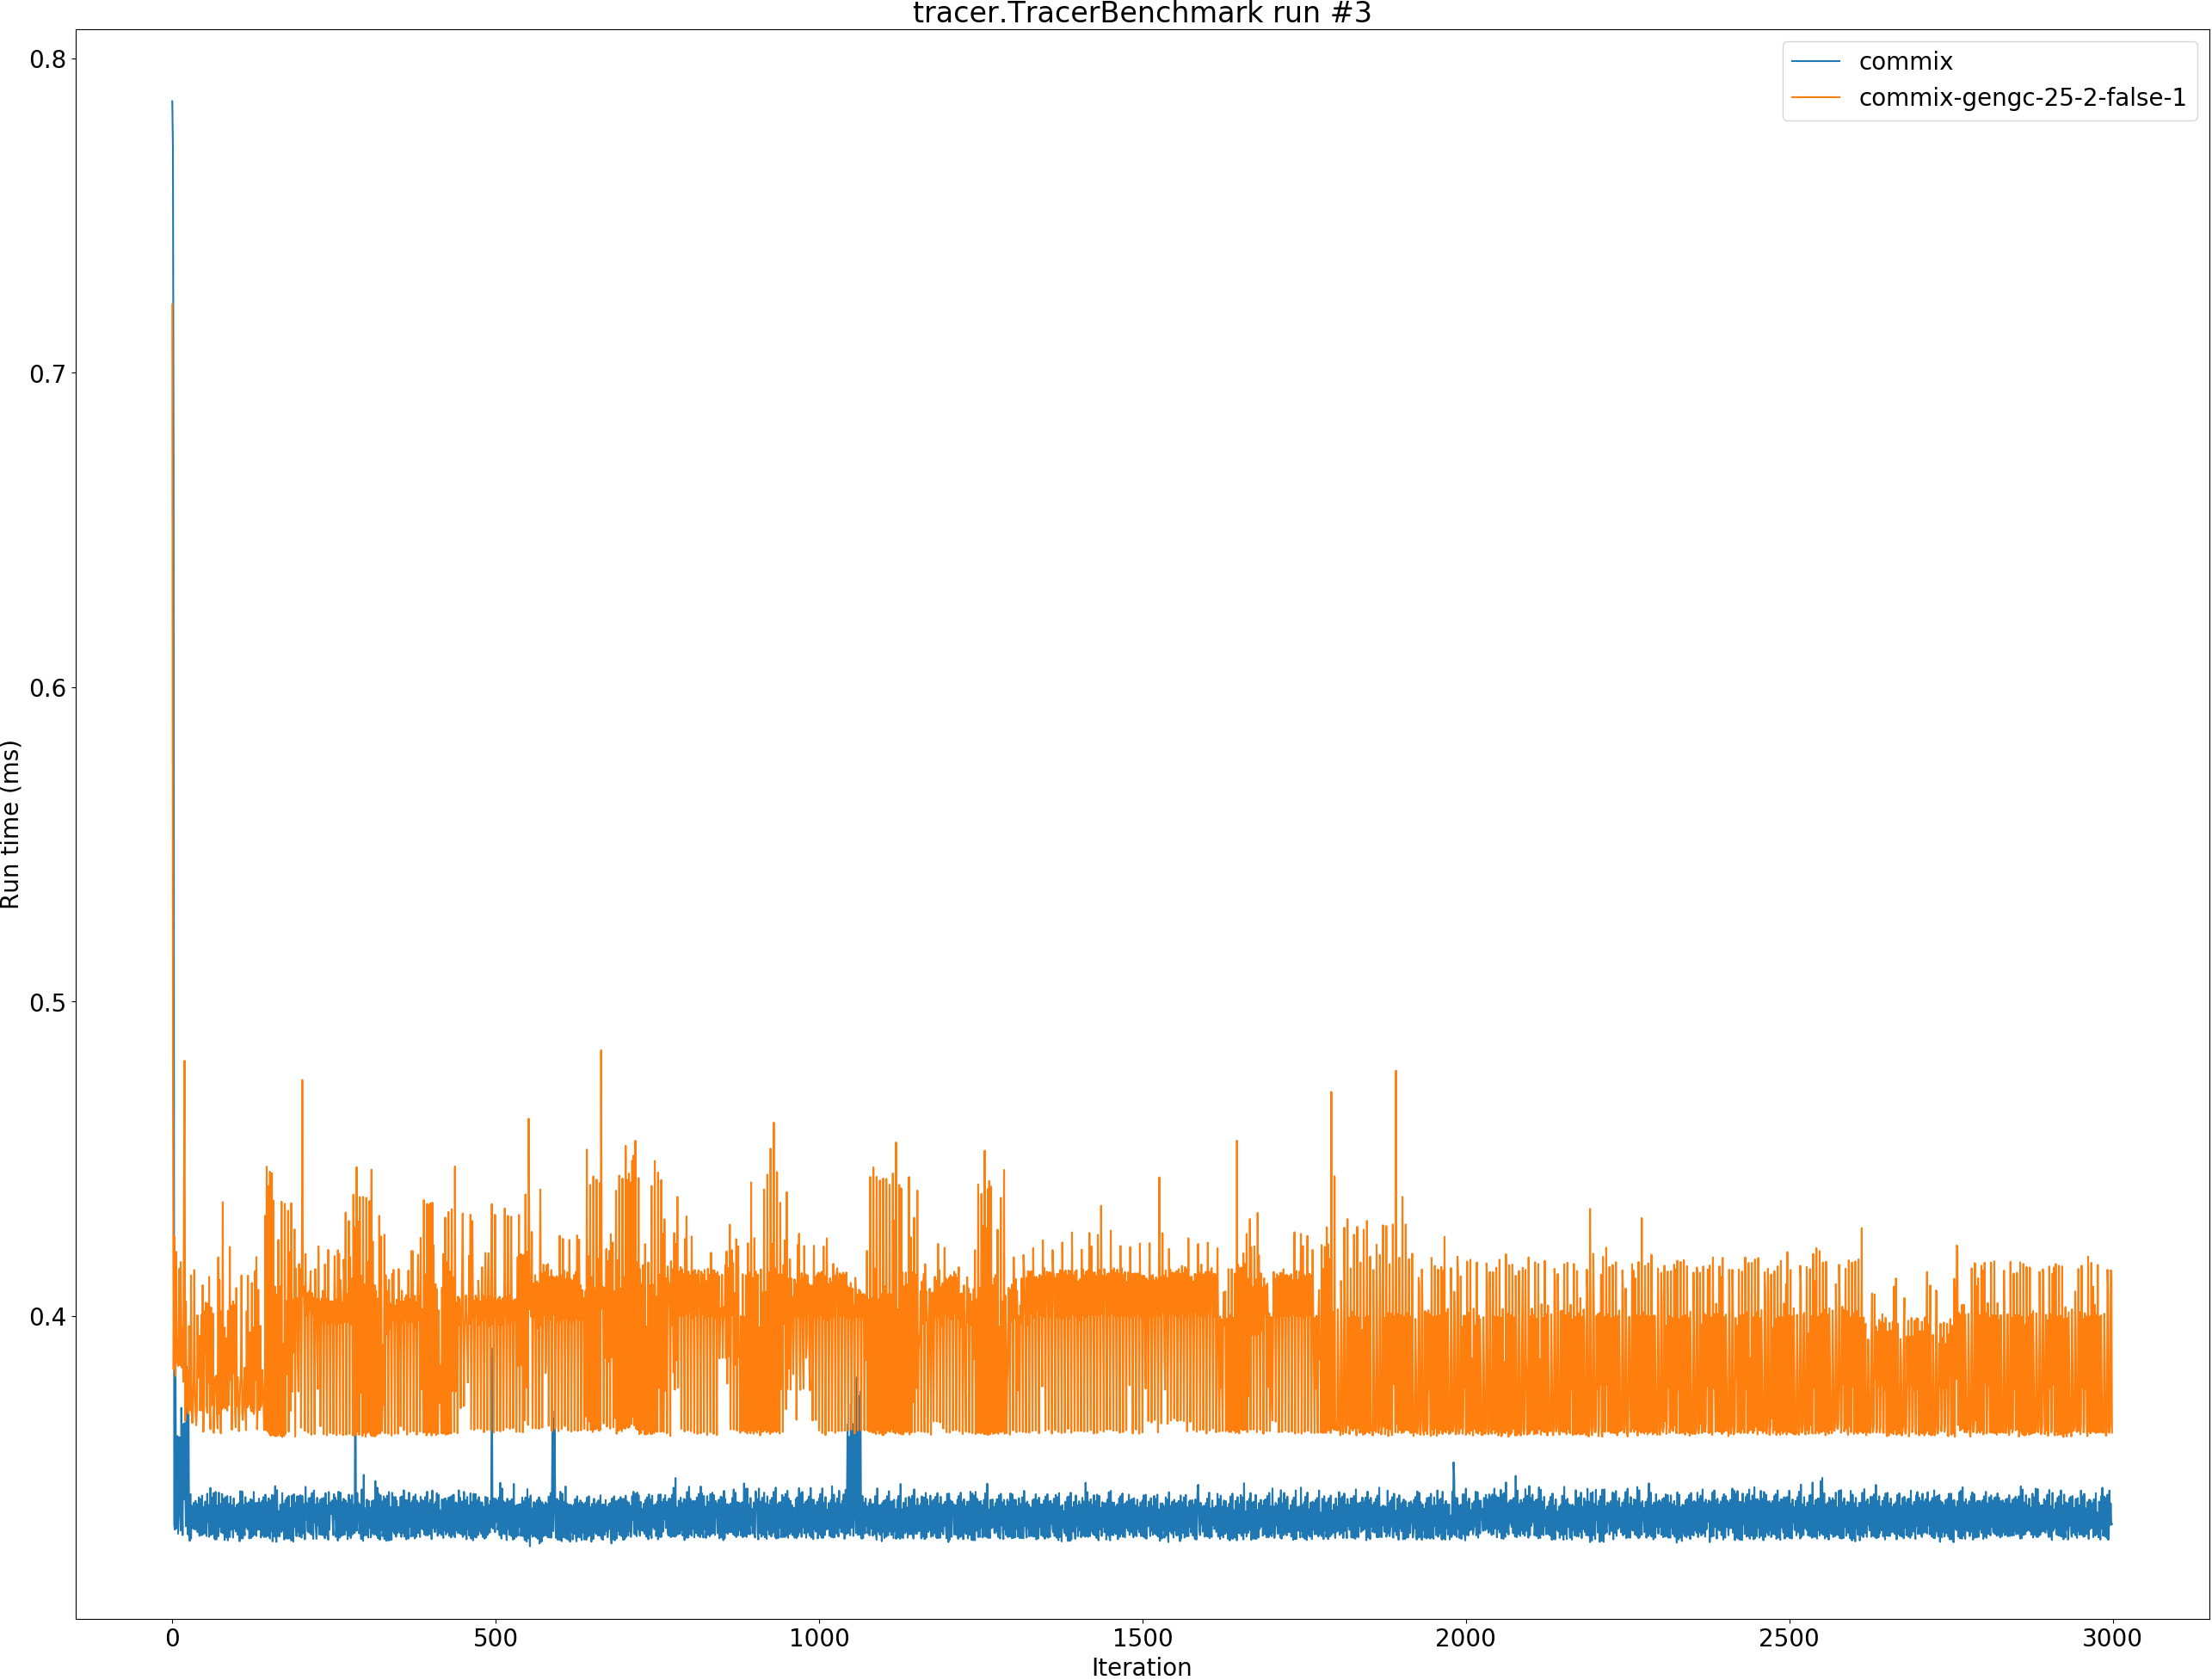 tracer.TracerBenchmark run #3
commix
commix-gengc-25-2-false-1
Run time (ms)
0.8
0.7
0.6
0.5
0.4
0
500
1000
1500
2000
2500
3000
Iteration